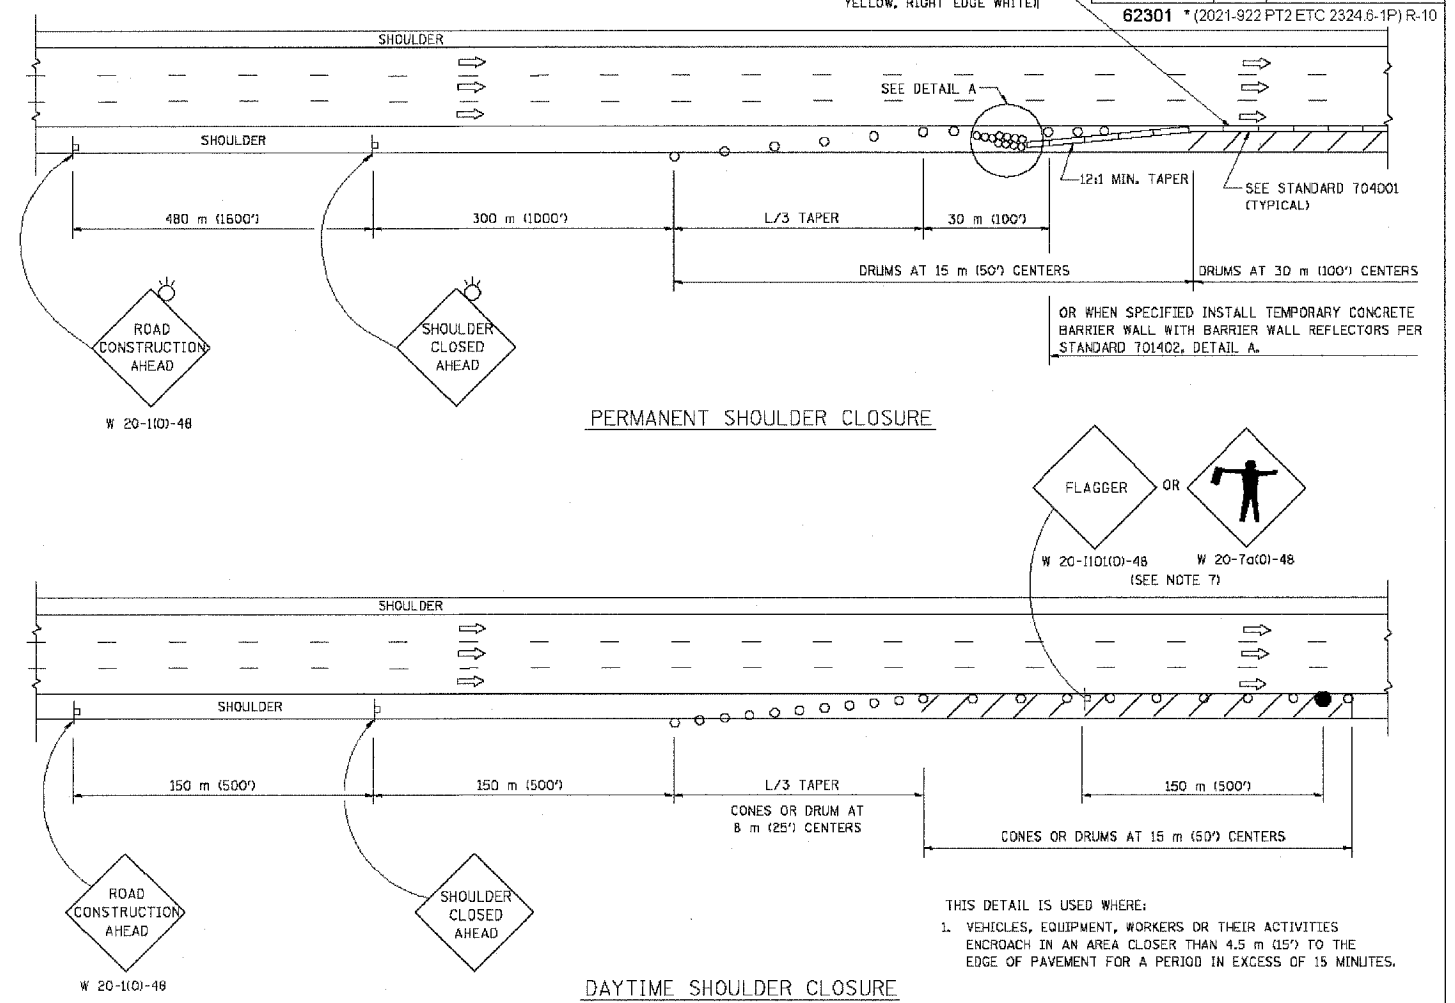 YELLOW, RIGHT EDGE WHITE)
62301 * (2021-922 PT2 ETC 2324.6-1P) R-10
SHOULDER
SEE DETAIL A
SHOULDER
12:1 MIN. TAPER
SEE STANDARD 704001
(TYPICAL)
480 m (1600')
300 m (1000')
L/3 TAPER
30 m (100')
DRUMS AT 15 m (50') CENTERS
DRUMS AT 30 m (100') CENTERS
OR WHEN SPECIFIED INSTALL TEMPORARY CONCRETE
BARRIER WALL WITH BARRIER WALL REFLECTORS PER
STANDARD 701402, DETAIL A.
ROAD
CONSTRUCTION
AHEAD
SHOULDER
CLOSED
AHEAD
W 20-1(O)-48
PERMANENT SHOULDER CLOSURE
FLAGGER
OR
W 20-I101(O)-48
W 20-7a(O)-48
(SEE NOTE 7)
SHOULDER
SHOULDER
150 m (500')
150 m (500')
L/3 TAPER
150 m (500')
CONES OR DRUM AT
8 m (25') CENTERS
CONES OR DRUMS AT 15 m (50') CENTERS
ROAD
CONSTRUCTION
AHEAD
SHOULDER
CLOSED
AHEAD
W 20-1(O)-48
THIS DETAIL IS USED WHERE:
1. VEHICLES, EQUIPMENT, WORKERS OR THEIR ACTIVITIES
ENCROACH IN AN AREA CLOSER THAN 4.5 m (15') TO THE
EDGE OF PAVEMENT FOR A PERIOD IN EXCESS OF 15 MINUTES.
DAYTIME SHOULDER CLOSURE